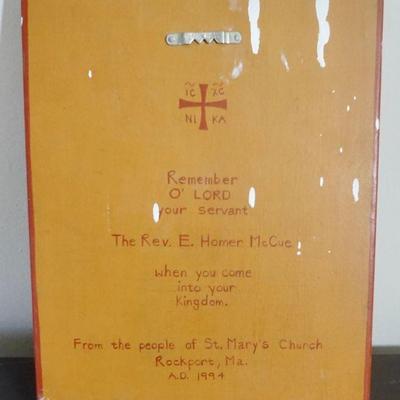 IC XC
NI KA
Remember
O' LORD
your servant
The Rev. E. Homer McCue
when you come
into your
Kingdom.
From the people of St. Mary's Church
Rockport, Ma.
A.D. 1994